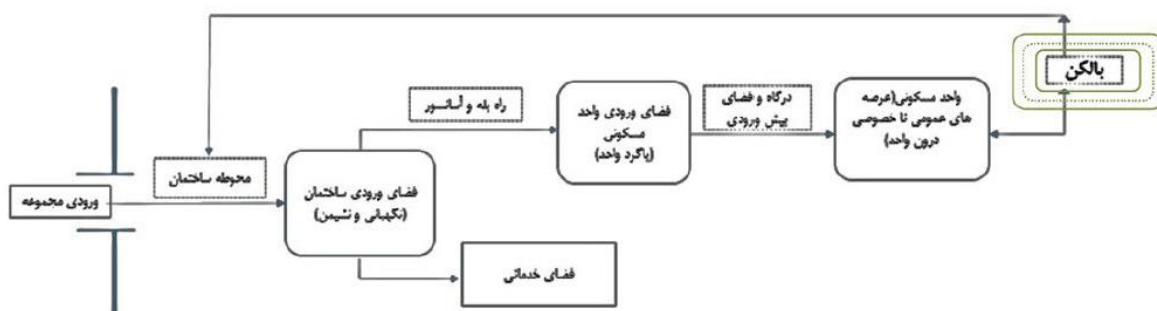 بالکن
واحد مسکونی(عرصه
های عمومی تا خصوصی
درون واحد)
درگاه و فضای
پیش ورودی
فضای ورودی واحد
مسکونی
(پاگرد واحد)
راه پله و آسانسور
محوطه ساختمان
فضای ورودی ساختمان
(نگهبانی و نشیمن)
ورودی مجموعه
فضای خدماتی